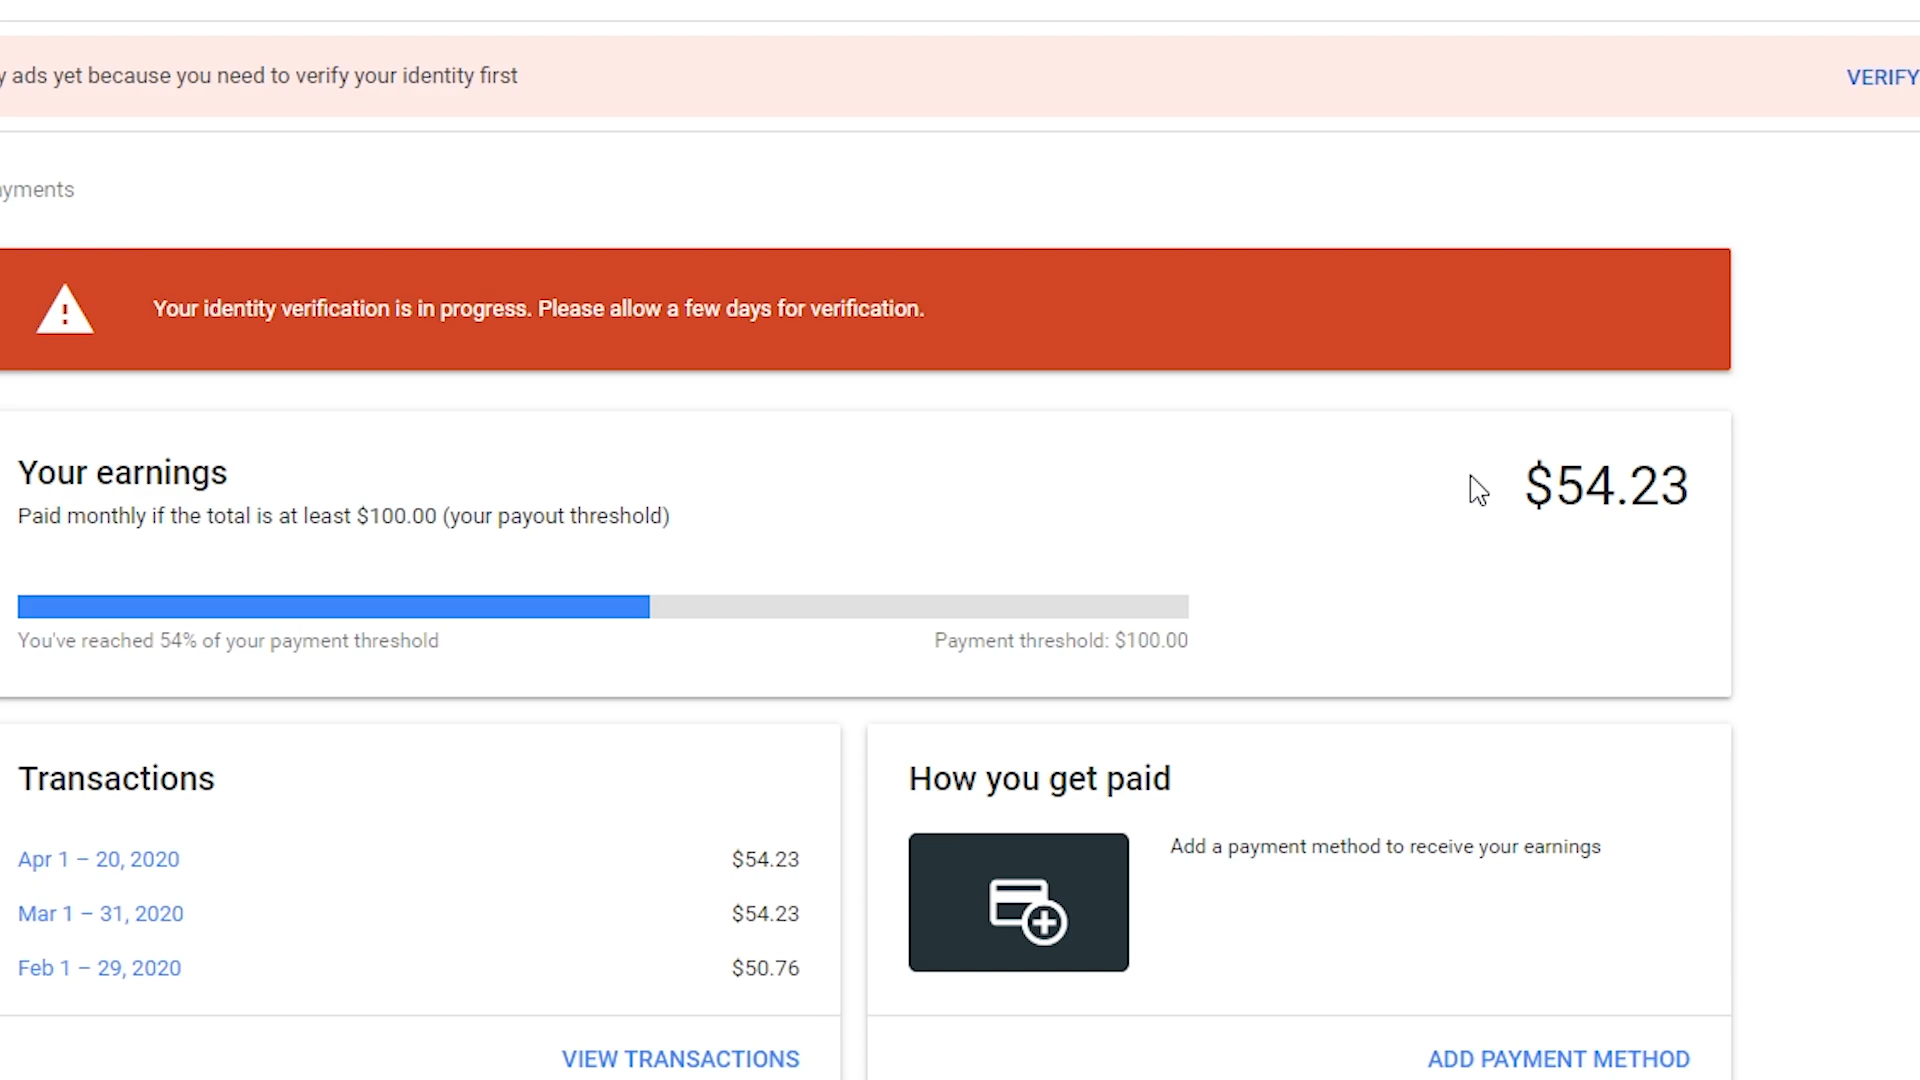 ads yet because you need to verify your identity first
VERIFY
Your identity verification is in progress. Please allow a few days for verification.
Your earnings
$54.23
Paid monthly if the total is at least $100.00 (your payout threshold)
You've reached 54% of your payment threshold
Payment threshold: $100.00
Transactions
Apr 1 – 20, 2020 $54.23
Mar 1 – 31, 2020 $54.23
Feb 1 – 29, 2020 $50.76
VIEW TRANSACTIONS
How you get paid
Add a payment method to receive your earnings
ADD PAYMENT METHOD